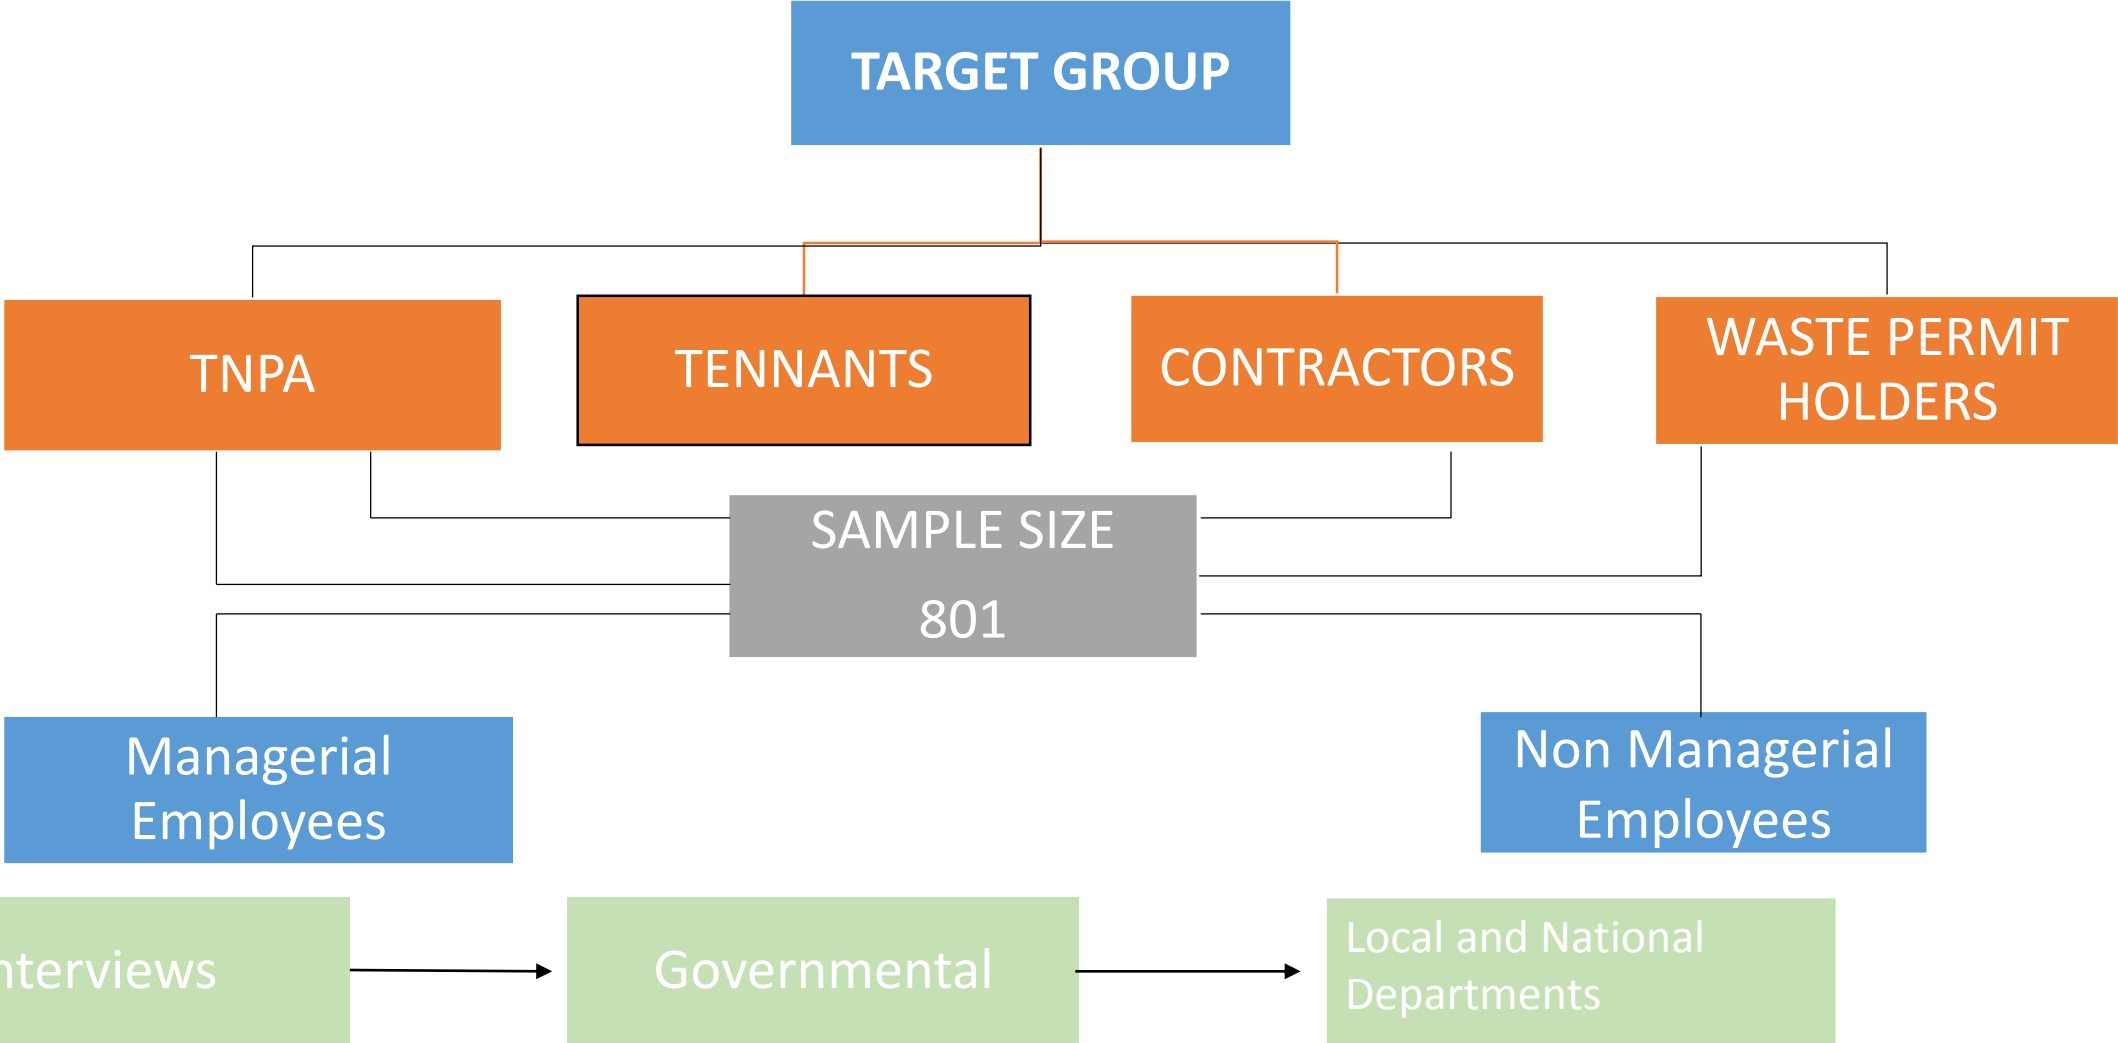 TARGET GROUP
TNPA
TENNANTS
CONTRACTORS
WASTE PERMIT
HOLDERS
SAMPLE SIZE
801
Managerial
Employees
Non Managerial
Employees
nterviews
Governmental
Local and National
Departments